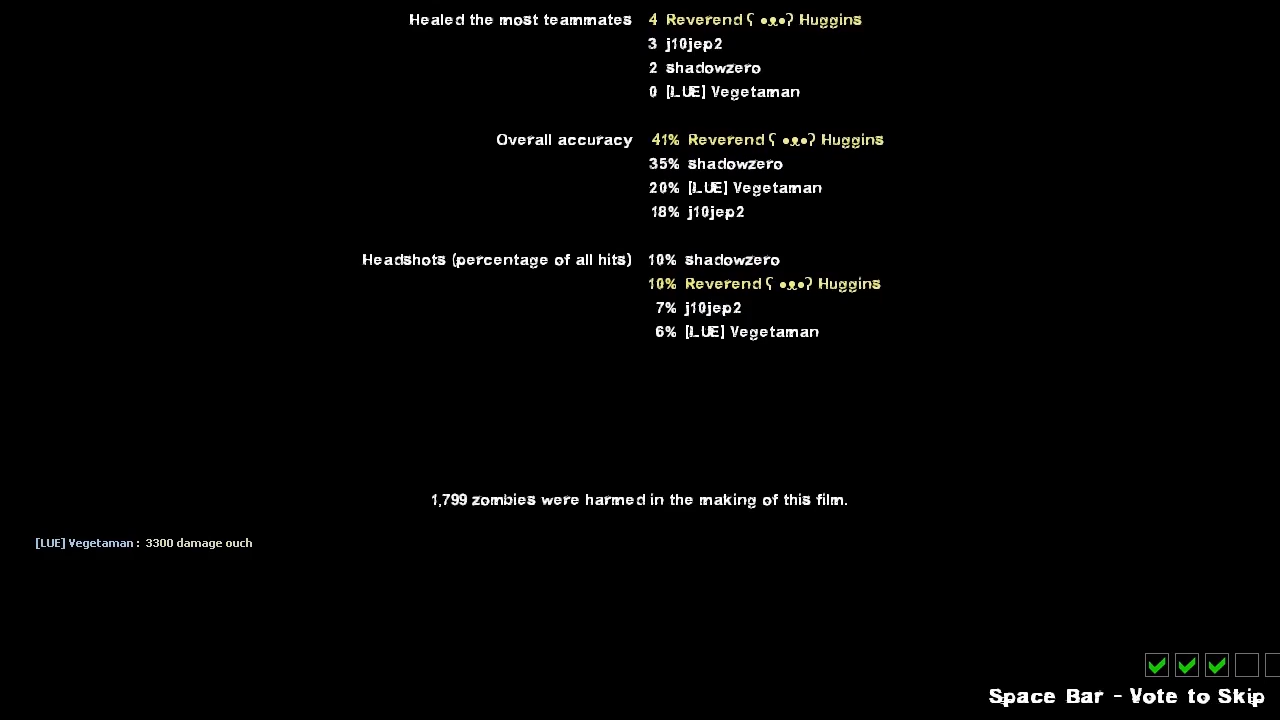 Healed the most teammates 4 Reverend ʕ •ᴥ•ʔ Huggins
3 j10jep2
2 shadowzero
0 [LUE] Vegetaman
Overall accuracy 41% Reverend ʕ •ᴥ•ʔ Huggins
35% shadowzero
20% [LUE] Vegetaman
18% j10jep2
Headshots (percentage of all hits) 10% shadowzero
10% Reverend ʕ •ᴥ•ʔ Huggins
7% j10jep2
6% [LUE] Vegetaman
1,799 zombies were harmed in the making of this film.
[LUE] Vegetaman : 3300 damage ouch
Space Bar - Vote to Skip